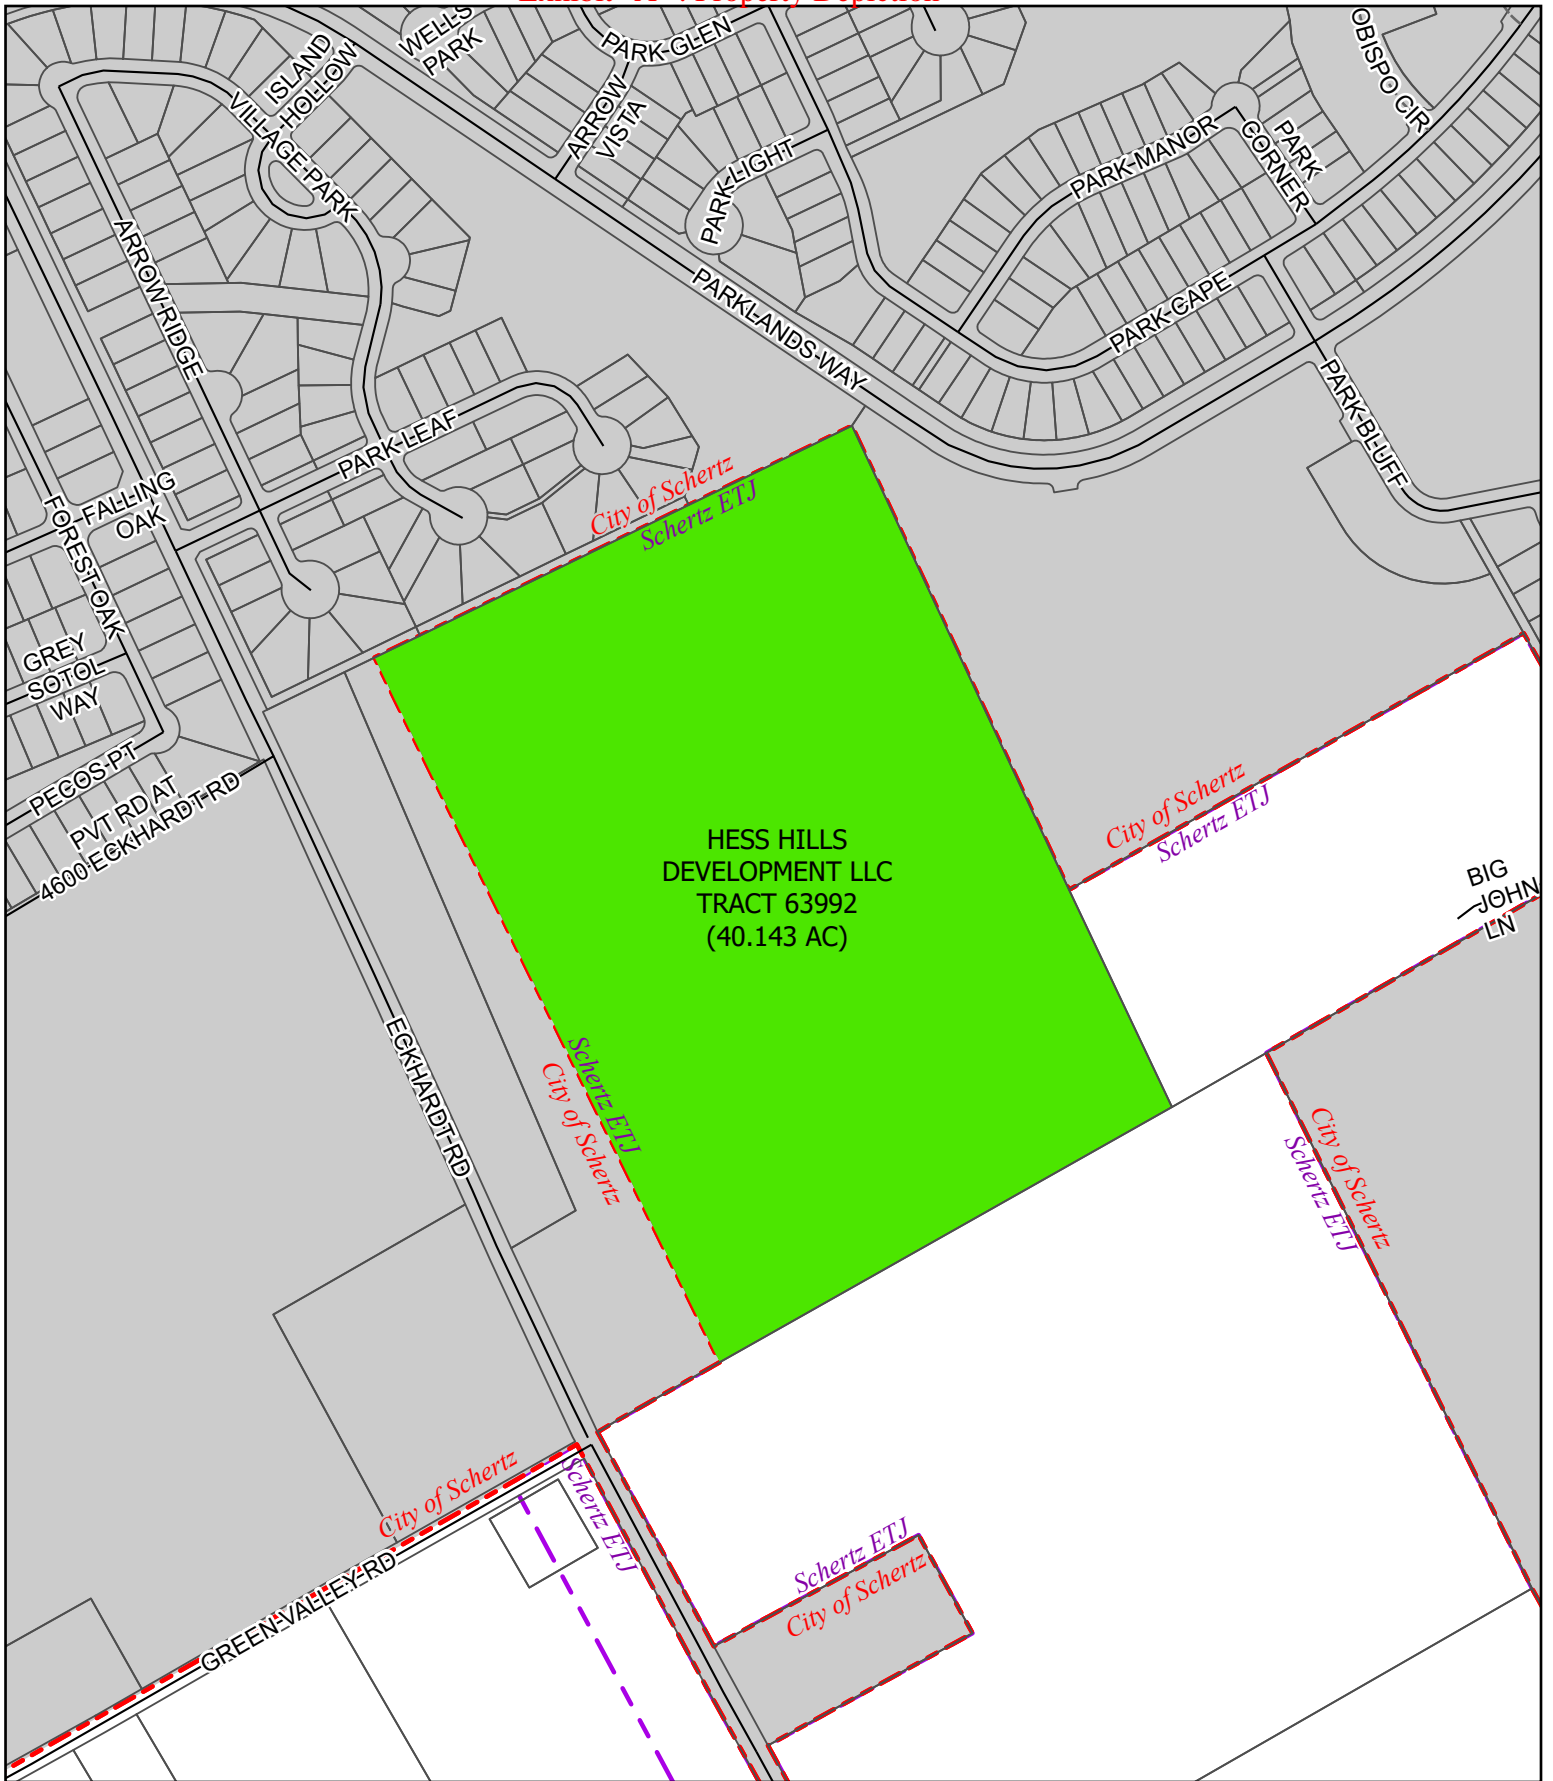 Property Depiction
WELLS
PARK
PARK GLEN
ISLAND
HOLLOW
VILLAGE PARK
ARROW
VISTA
PARK LIGHT
OBISPO CIR
PARK MANOR
PARK
CORNER
ARROW RIDGE
PARKLANDS WAY
PARK CAPE
PARK BLUFF
PARK LEAF
FALLING
OAK
FOREST OAK
City of Schertz
Schertz ETJ
GREY
SOTOL
WAY
PECOS PT
PVT RD AT
4600 ECKHARDT RD
HESS HILLS
DEVELOPMENT LLC
TRACT 63992
(40.143 AC)
City of Schertz
Schertz ETJ
BIG
JOHN
LN
ECKHARDT RD
Schertz ETJ
City of Schertz
City of Schertz
Schertz ETJ
City of Schertz
Schertz ETJ
GREEN VALLEY RD
Schertz ETJ
City of Schertz